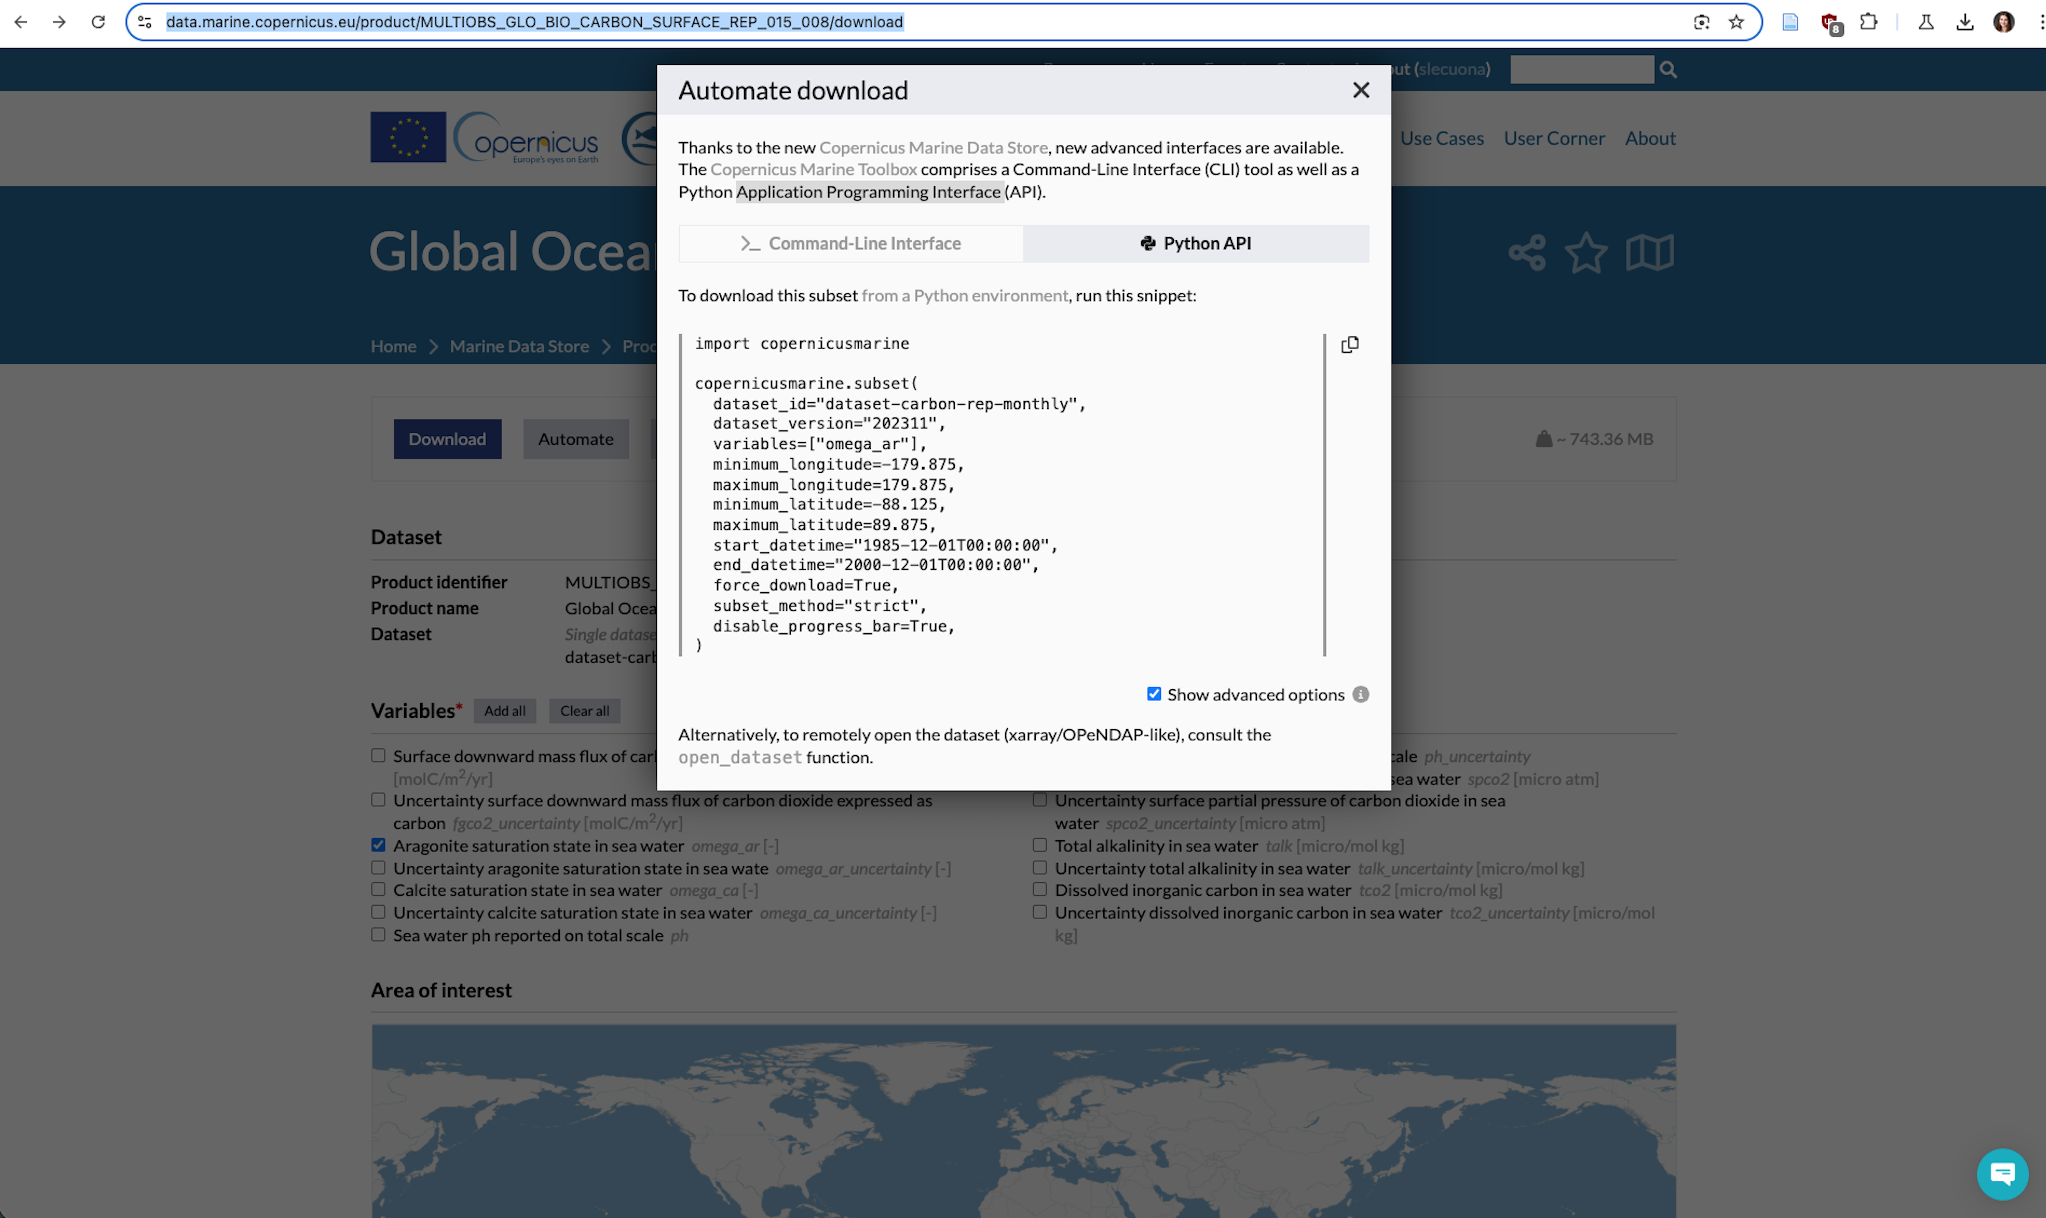 data.marine.copernicus.eu/product/MULTIOBS_GLO_BIO_CARBON_SURFACE_REP_015_008/download
8
out (slecuona)
Copernicus
Europe's eyes on Earth
Use Cases User Corner About
Global Ocea
Home > Marine Data Store > Proc
Download Automate ~ 743.36 MB
Automate download
Thanks to the new Copernicus Marine Data Store, new advanced interfaces are available.
The Copernicus Marine Toolbox comprises a Command-Line Interface (CLI) tool as well as a
Python Application Programming Interface (API).
>_ Command-Line Interface Python API
To download this subset from a Python environment, run this snippet:
import copernicusmarine
copernicusmarine.subset(
dataset_id="dataset-carbon-rep-monthly",
dataset_version="202311",
variables=["omega_ar"],
minimum_longitude=-179.875,
maximum_longitude=179.875,
minimum_latitude=-88.125,
maximum_latitude=89.875,
start_datetime="1985-12-01T00:00:00",
end_datetime="2000-12-01T00:00:00",
force_download=True,
subset_method="strict",
disable_progress_bar=True,
)
Show advanced options
Alternatively, to remotely open the dataset (xarray/OPeNDAP-like), consult the
open_dataset function.
Dataset
Product identifier MULTIOBS_
Product name Global Ocea
Dataset Single datase
dataset-carb
Variables* Add all Clear all
Surface downward mass flux of carl
[molC/m²/yr]
Uncertainty surface downward mass flux of carbon dioxide expressed as
carbon fgco2_uncertainty [molC/m²/yr]
Aragonite saturation state in sea water omega_ar [-]
Uncertainty aragonite saturation state in sea wate omega_ar_uncertainty [-]
Calcite saturation state in sea water omega_ca [-]
Uncertainty calcite saturation state in sea water omega_ca_uncertainty [-]
Sea water ph reported on total scale ph
cale ph_uncertainty
sea water spco2 [micro atm]
Uncertainty surface partial pressure of carbon dioxide in sea
water spco2_uncertainty [micro atm]
Total alkalinity in sea water talk [micro/mol kg]
Uncertainty total alkalinity in sea water talk_uncertainty [micro/mol kg]
Dissolved inorganic carbon in sea water tco2 [micro/mol kg]
Uncertainty dissolved inorganic carbon in sea water tco2_uncertainty [micro/mol
kg]
Area of interest